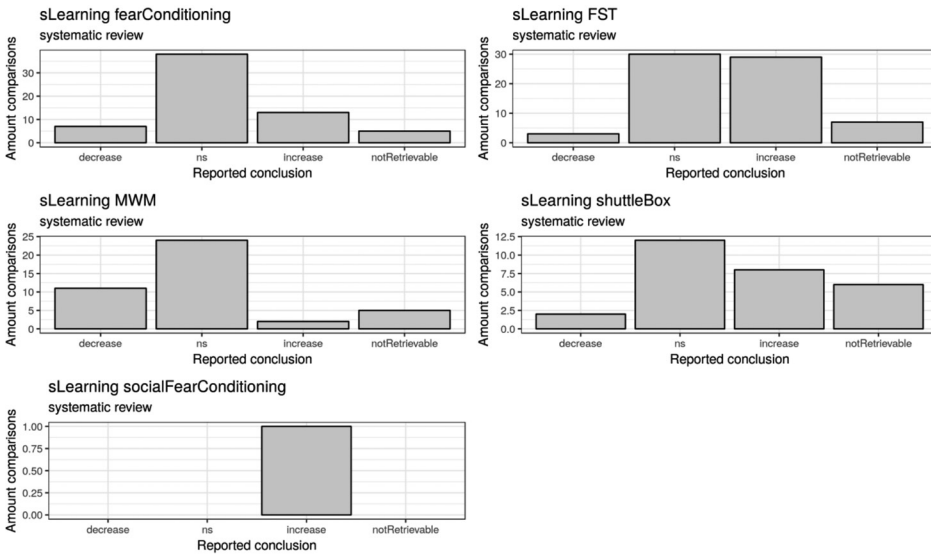 sLearning fearConditioning
systematic review
Amount comparisons
30
20
10
0
decrease ns increase notRetrievable
Reported conclusion
sLearning FST
systematic review
Amount comparisons
30
20
10
0
decrease ns increase notRetrievable
Reported conclusion
sLearning MWM
systematic review
Amount comparisons
25
20
15
10
5
0
decrease ns increase notRetrievable
Reported conclusion
sLearning shuttleBox
systematic review
Amount comparisons
12.5
10.0
7.5
5.0
2.5
0.0
decrease ns increase notRetrievable
Reported conclusion
sLearning socialFearConditioning
systematic review
Amount comparisons
1.00
0.75
0.50
0.25
0.00
decrease ns increase notRetrievable
Reported conclusion